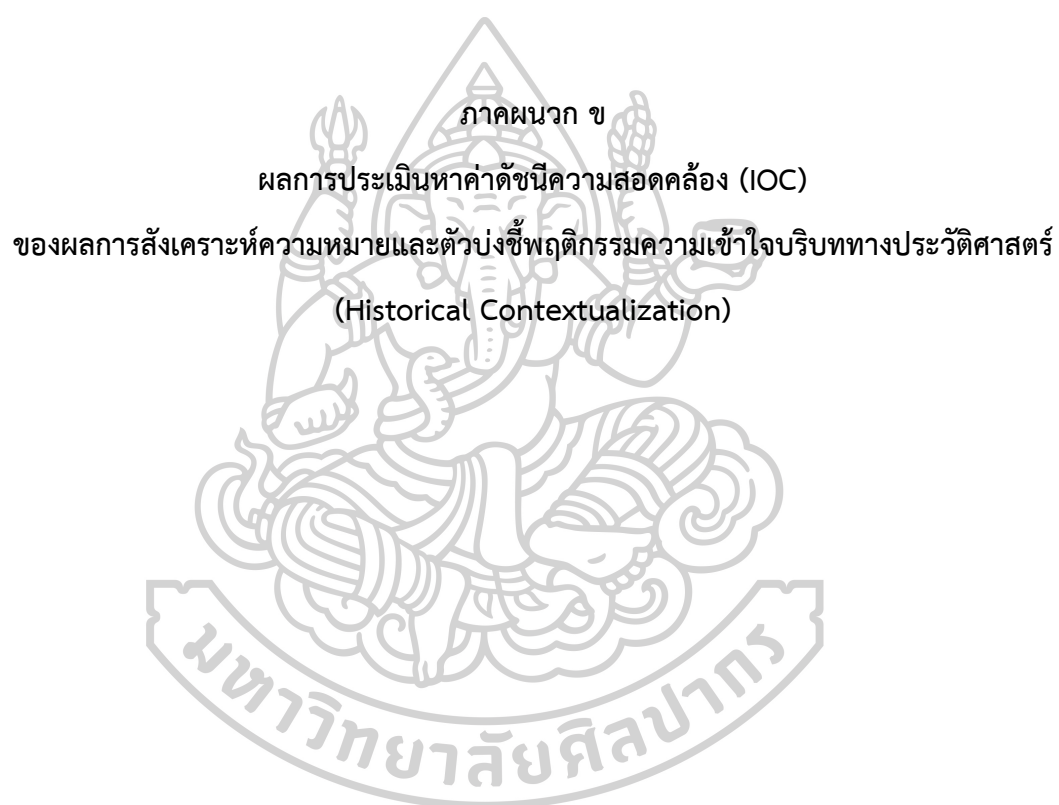 ภาคผนวก ข
ผลการประเมินหาค่าดัชนีความสอดคล้อง (IOC)
ของผลการสังเคราะห์ความหมายและตัวบ่งชี้พฤติกรรมความเข้าใจบริบททางประวัติศาสตร์
(Historical Contextualization)
มหาวิทยาลัยศิลปากร